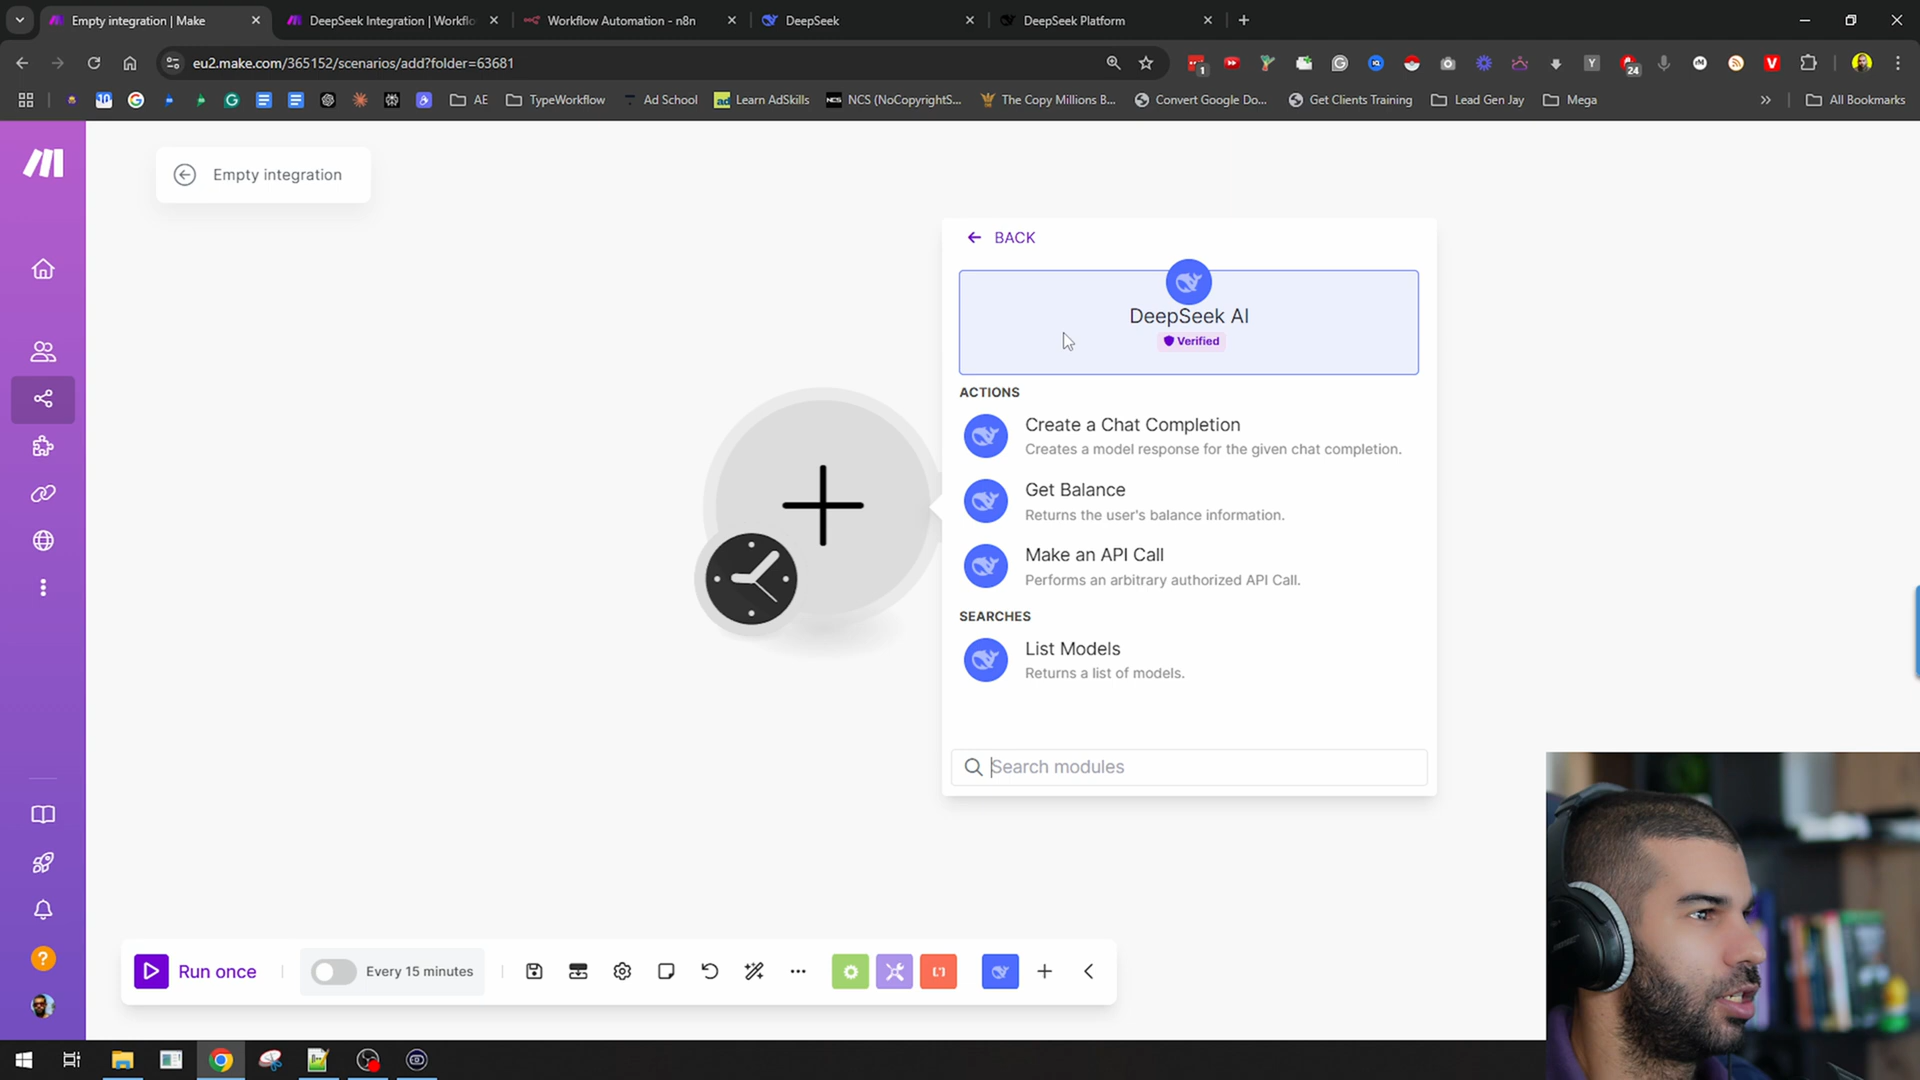 Empty integration | Make
DeepSeek Integration | Workflo
Workflow Automation - n8n
DeepSeek
DeepSeek Platform
eu2.make.com/365152/scenarios/add?folder=63681
1
24
AE
TypeWorkflow
Ad School
Learn AdSkills
NCS (NoCopyrightS...
The Copy Millions B...
Convert Google Do...
Get Clients Training
Lead Gen Jay
Mega
All Bookmarks
Empty integration
BACK
DeepSeek AI
Verified
ACTIONS
Create a Chat Completion
Creates a model response for the given chat completion.
Get Balance
Returns the user's balance information.
Make an API Call
Performs an arbitrary authorized API Call.
SEARCHES
List Models
Returns a list of models.
Search modules
Run once
Every 15 minutes